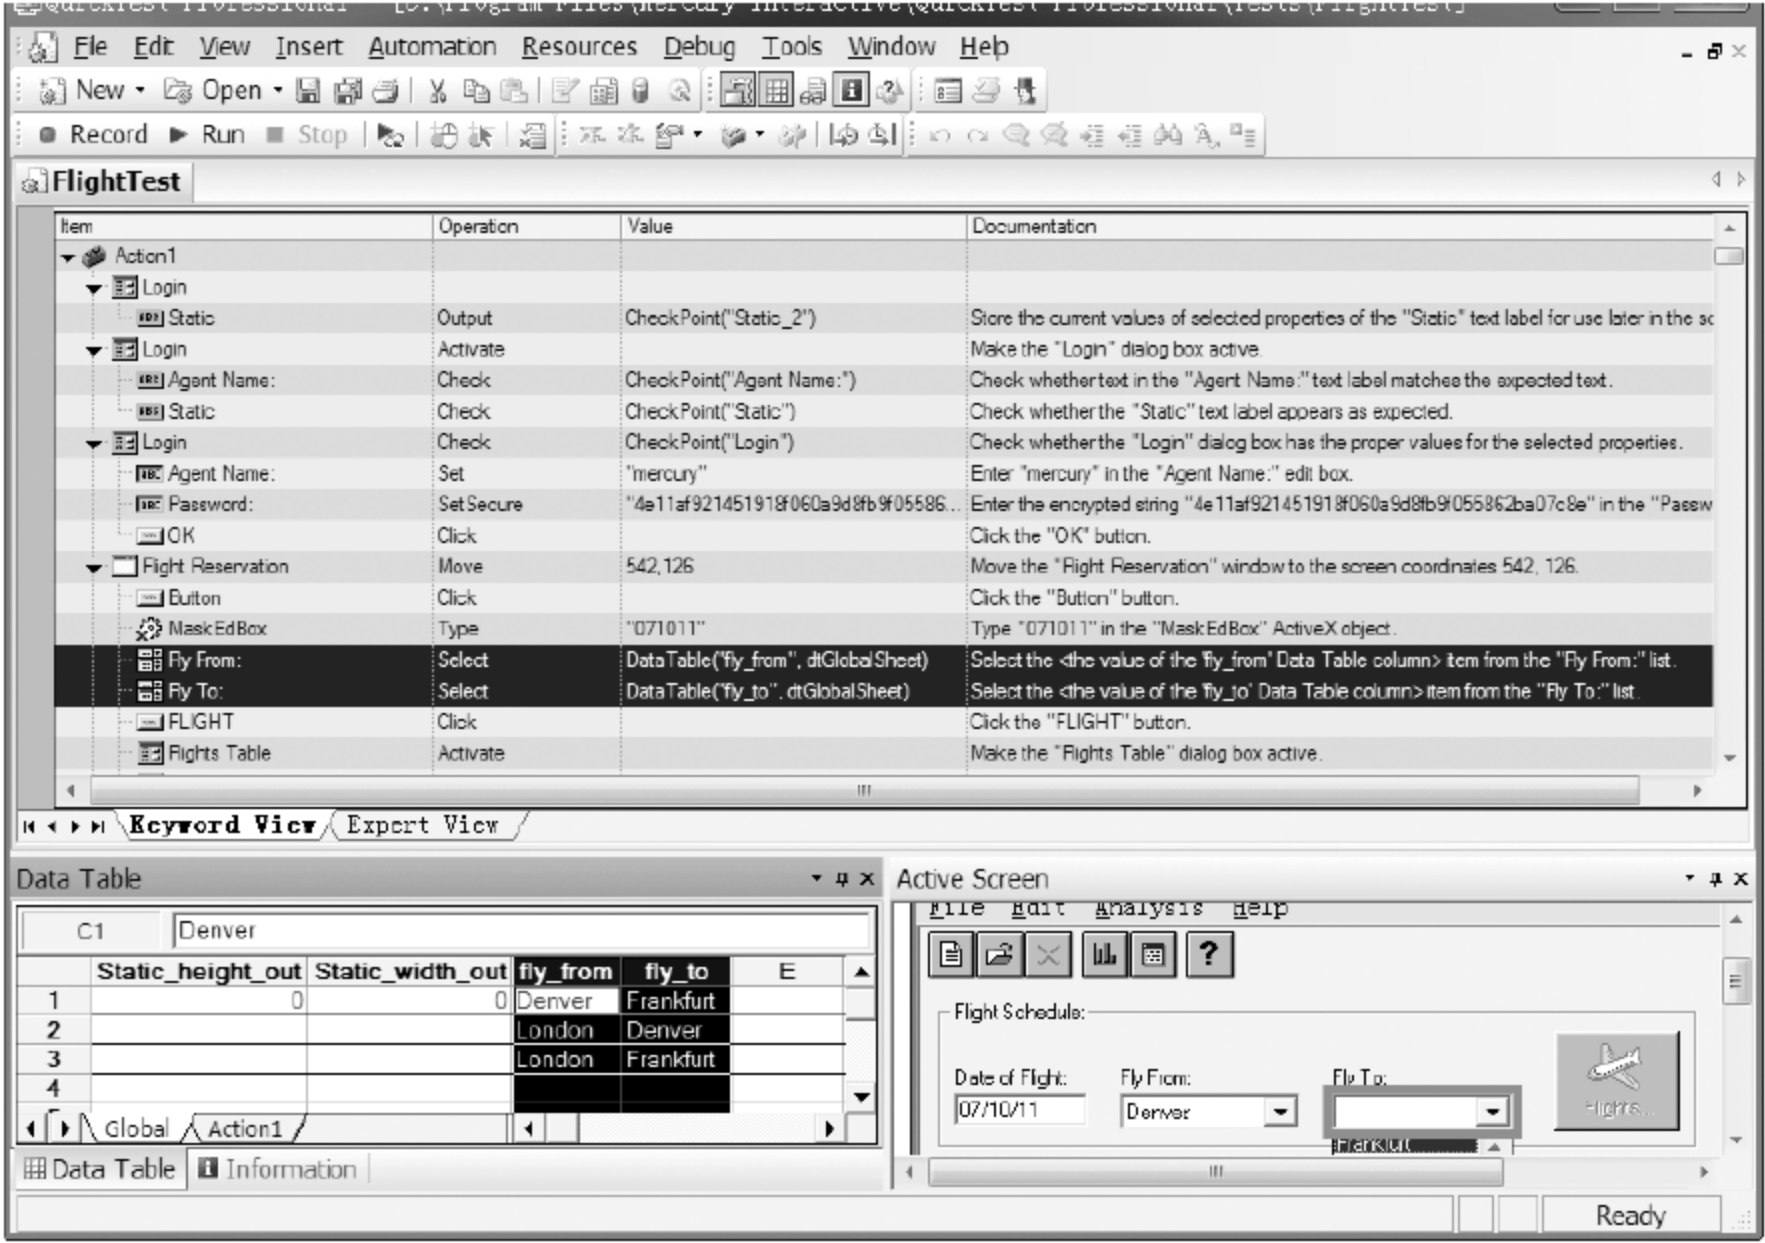 QuickTest Professional - [C:\Program Files\Mercury Interactive\QuickTest Professional\Tests\FlightTest]
File Edit View Insert Automation Resources Debug Tools Window Help
New Open
Record Run Stop
FlightTest
Item Operation Value Documentation
Action1
Login
Static Output CheckPoint("Static_2") Store the current values of selected properties of the "Static" text label for use later in the sc
Login Activate Make the "Login" dialog box active.
Agent Name: Check CheckPoint("Agent Name:") Check whether text in the "Agent Name:" text label matches the expected text.
Static Check CheckPoint("Static") Check whether the "Static" text label appears as expected.
Login Check CheckPoint("Login") Check whether the "Login" dialog box has the proper values for the selected properties.
Agent Name: Set "mercury" Enter "mercury" in the "Agent Name:" edit box.
Password: SetSecure "4e11af921451918f060a9d8fb9f05586... Enter the encrypted string "4e11af921451918f060a9d8fb9f055862ba07c8e" in the "Passw
OK Click Click the "OK" button.
Flight Reservation Move 542,126 Move the "Flight Reservation" window to the screen coordinates 542, 126.
Button Click Click the "Button" button.
MaskEdBox Type "071011" Type "071011" in the "MaskEdBox" ActiveX object.
Fly From: Select DataTable("fly_from", dtGlobalSheet) Select the <the value of the 'fly_from' Data Table column> item from the "Fly From:" list.
Fly To: Select DataTable("fly_to", dtGlobalSheet) Select the <the value of the 'fly_to' Data Table column> item from the "Fly To:" list.
FLIGHT Click Click the "FLIGHT" button.
Flights Table Activate Make the "Flights Table" dialog box active.
Keyword View Expert View
Data Table
C1 Denver
Static_height_out Static_width_out fly_from fly_to E
1 0 0 Denver Frankfurt
2 London Denver
3 London Frankfurt
4
Global Action1
Data Table Information
Active Screen
File Edit Analysis Help
Flight Schedule:
Date of Flight: Fly From: Fly To:
07/10/11 Denver
Flights...
Frankfurt
Ready